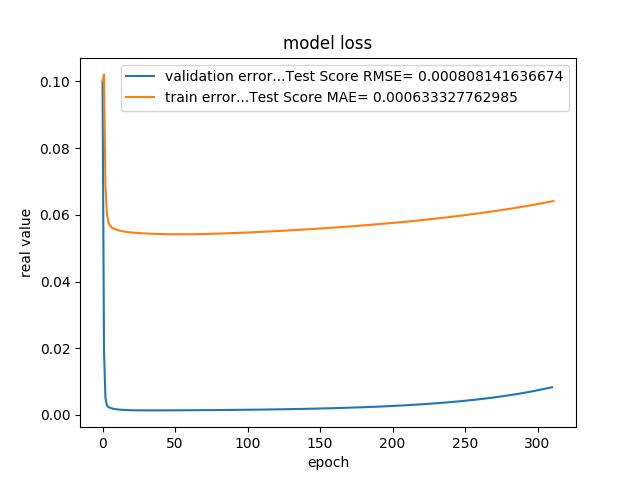 model loss
validation error...Test Score RMSE= 0.000808141636674
train error...Test Score MAE= 0.000633327762985
real value
0.10
0.08
0.06
0.04
0.02
0.00
0 50 100 150 200 250 300
epoch